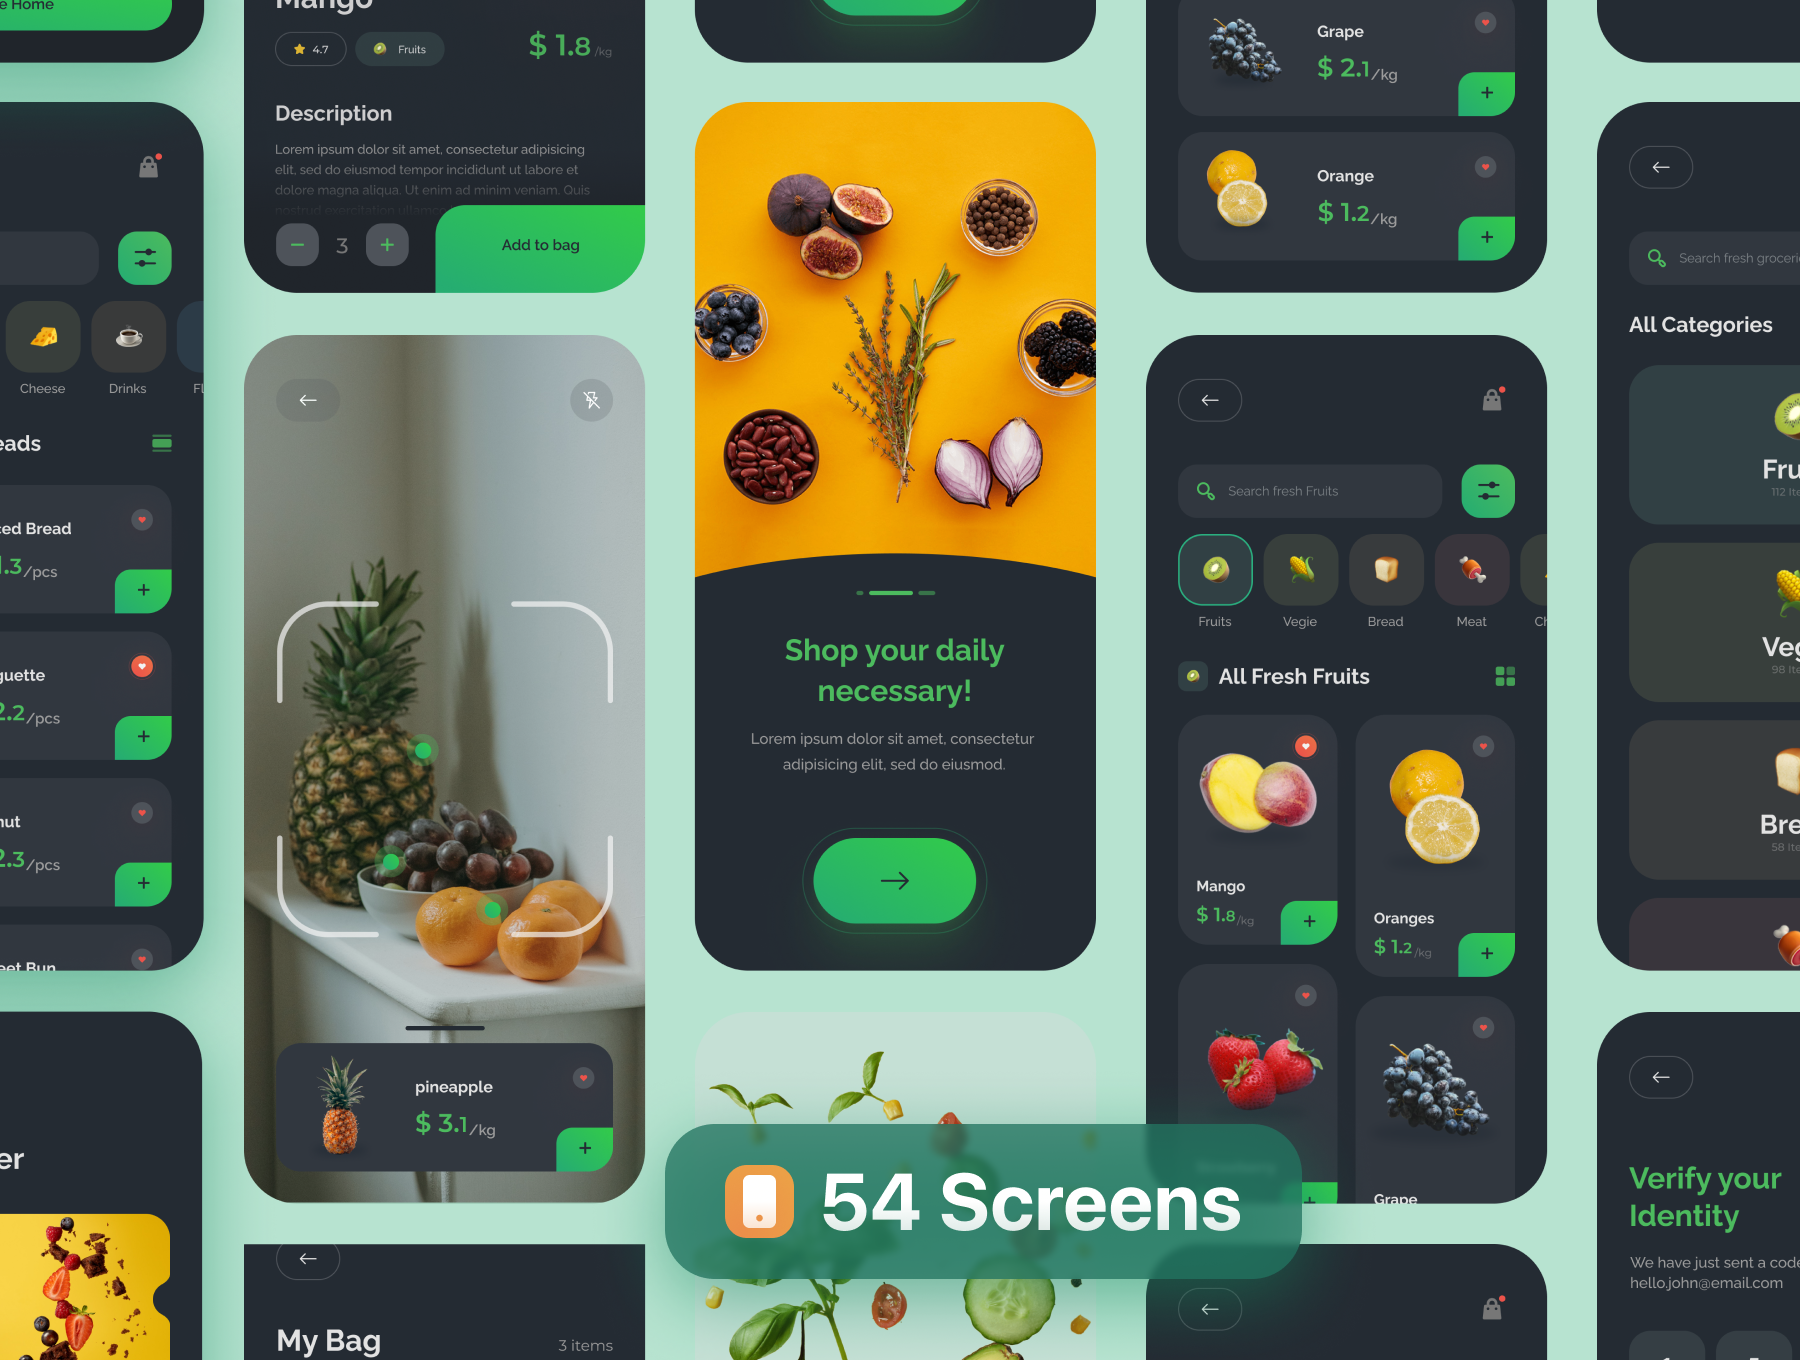 e Home
Cheese
Drinks
Fl
eads
ced Bread
1.3/pcs
guette
2.2/pcs
nut
2.3/pcs
eet Bun
er
Mango
4.7
Fruits
$ 1.8 /kg
Description
Lorem ipsum dolor sit amet, consectetur adipisicing
elit, sed do eiusmod tempor incididunt ut labore et
dolore magna aliqua. Ut enim ad minim veniam. Quis
nostrud exercitation ullamco
3
Add to bag
pineapple
$ 3.1/kg
My Bag
3 items
Shop your daily
necessary!
Lorem ipsum dolor sit amet, consectetur
adipisicing elit, sed do eiusmod.
54 Screens
Grape
$ 2.1/kg
Orange
$ 1.2/kg
Search fresh Fruits
Fruits
Vegie
Bread
Meat
Ch
All Fresh Fruits
Mango
$ 1.8/kg
Oranges
$ 1.2/kg
Grape
Search fresh groceri
All Categories
Fru
112 Ite
Veg
98 Ite
Bre
58 Ite
Verify your
Identity
We have just sent a code
hello.john@email.com